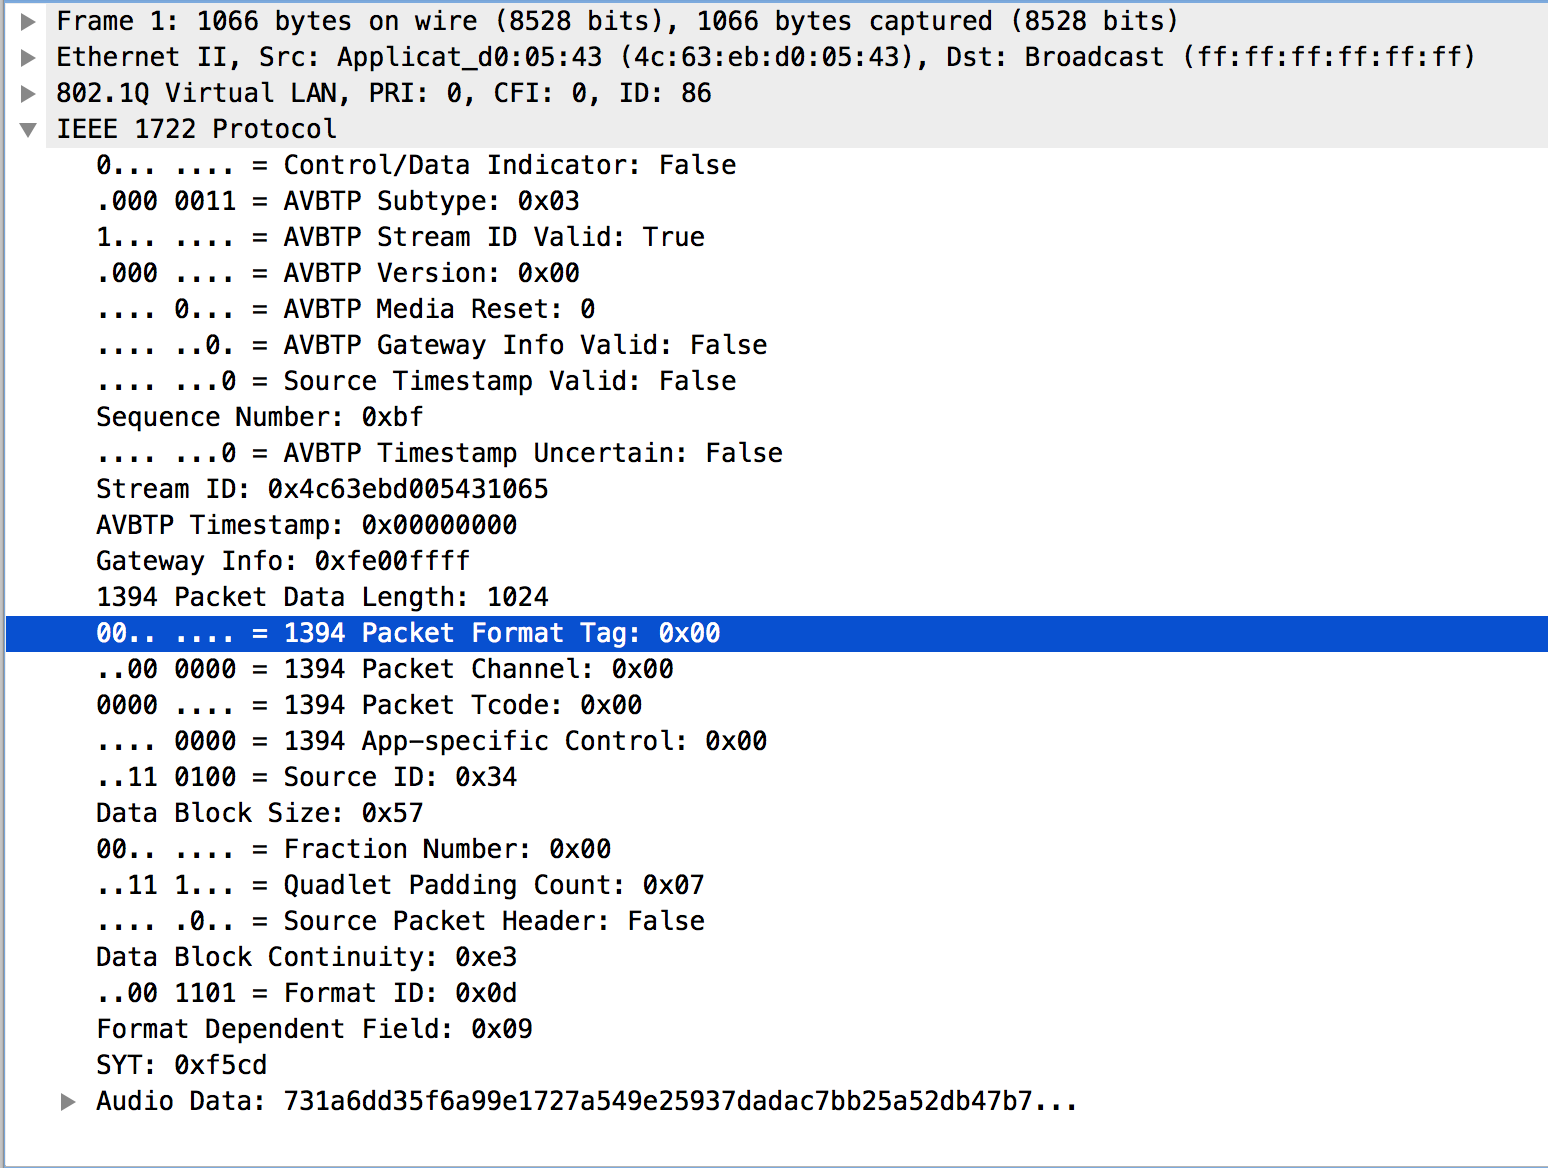 Frame 1: 1066 bytes on wire (8528 bits), 1066 bytes captured (8528 bits)
Ethernet II, Src: Applicat_d0:05:43 (4c:63:eb:d0:05:43), Dst: Broadcast (ff:ff:ff:ff:ff:ff)
802.1Q Virtual LAN, PRI: 0, CFI: 0, ID: 86
IEEE 1722 Protocol
0... .... = Control/Data Indicator: False
.000 0011 = AVBTP Subtype: 0x03
1... .... = AVBTP Stream ID Valid: True
.000 .... = AVBTP Version: 0x00
.... 0... = AVBTP Media Reset: 0
.... ..0. = AVBTP Gateway Info Valid: False
.... ...0 = Source Timestamp Valid: False
Sequence Number: 0xbf
.... ...0 = AVBTP Timestamp Uncertain: False
Stream ID: 0x4c63ebd005431065
AVBTP Timestamp: 0x00000000
Gateway Info: 0xfe00ffff
1394 Packet Data Length: 1024
00.. .... = 1394 Packet Format Tag: 0x00
..00 0000 = 1394 Packet Channel: 0x00
0000 .... = 1394 Packet Tcode: 0x00
.... 0000 = 1394 App-specific Control: 0x00
..11 0100 = Source ID: 0x34
Data Block Size: 0x57
00.. .... = Fraction Number: 0x00
..11 1... = Quadlet Padding Count: 0x07
.... .0.. = Source Packet Header: False
Data Block Continuity: 0xe3
..00 1101 = Format ID: 0x0d
Format Dependent Field: 0x09
SYT: 0xf5cd
Audio Data: 731a6dd35f6a99e1727a549e25937dadac7bb25a52db47b7...